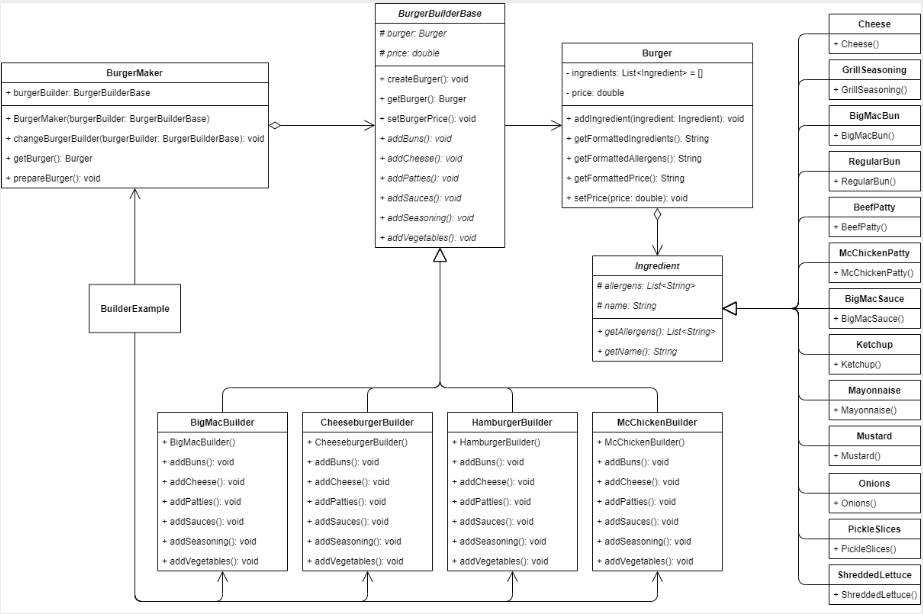 BurgerMaker
+ burgerBuilder: BurgerBuilderBase
+ BurgerMaker(burgerBuilder: BurgerBuilderBase)
+ changeBurgerBuilder(burgerBuilder: BurgerBuilderBase): void
+ getBurger(): Burger
+ prepareBurger(): void
BurgerBuilderBase
# burger: Burger
# price: double
+ createBurger(): void
+ getBurger(): Burger
+ setBurgerPrice(): void
+ addBuns(): void
+ addCheese(): void
+ addPatties(): void
+ addSauces(): void
+ addSeasoning(): void
+ addVegetables(): void
Burger
- ingredients: List<Ingredient> = []
- price: double
+ addIngredient(ingredient: Ingredient): void
+ getFormattedIngredients(): String
+ getFormattedAllergens(): String
+ getFormattedPrice(): String
+ setPrice(price: double): void
Ingredient
# allergens: List<String>
# name: String
+ getAllergens(): List<String>
+ getName(): String
BuilderExample
BigMacBuilder
+ BigMacBuilder()
+ addBuns(): void
+ addCheese(): void
+ addPatties(): void
+ addSauces(): void
+ addSeasoning(): void
+ addVegetables(): void
CheeseburgerBuilder
+ CheeseburgerBuilder()
+ addBuns(): void
+ addCheese(): void
+ addPatties(): void
+ addSauces(): void
+ addSeasoning(): void
+ addVegetables(): void
HamburgerBuilder
+ HamburgerBuilder()
+ addBuns(): void
+ addCheese(): void
+ addPatties(): void
+ addSauces(): void
+ addSeasoning(): void
+ addVegetables(): void
McChickenBuilder
+ McChickenBuilder()
+ addBuns(): void
+ addCheese(): void
+ addPatties(): void
+ addSauces(): void
+ addSeasoning(): void
+ addVegetables(): void
Cheese
+ Cheese()
GrillSeasoning
+ GrillSeasoning()
BigMacBun
+ BigMacBun()
RegularBun
+ RegularBun()
BeefPatty
+ BeefPatty()
McChickenPatty
+ McChickenPatty()
BigMacSauce
+ BigMacSauce()
Ketchup
+ Ketchup()
Mayonnaise
+ Mayonnaise()
Mustard
+ Mustard()
Onions
+ Onions()
PickleSlices
+ PickleSlices()
ShreddedLettuce
+ ShreddedLettuce()